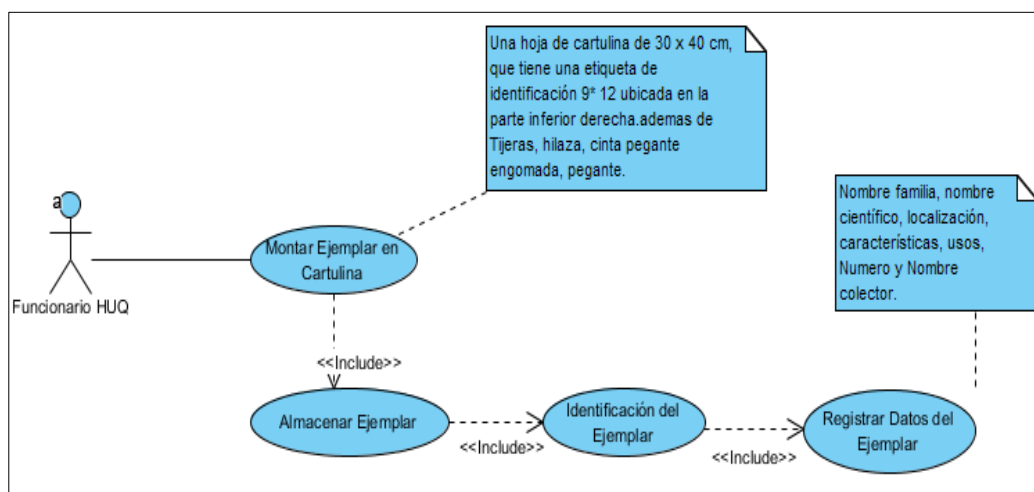 Una hoja de cartulina de 30 x 40 cm,
que tiene una etiqueta de
identificación 9* 12 ubicada en la
parte inferior derecha.ademas de
Tijeras, hilaza, cinta pegante
engomada, pegante.
Nombre familia, nombre
científico, localización,
características, usos,
Numero y Nombre
colector.
a
Funcionario HUQ
Montar Ejemplar en
Cartulina
<<Include>>
Almacenar Ejemplar
<<Include>>
Identificación del
Ejemplar
<<Include>>
Registrar Datos del
Ejemplar